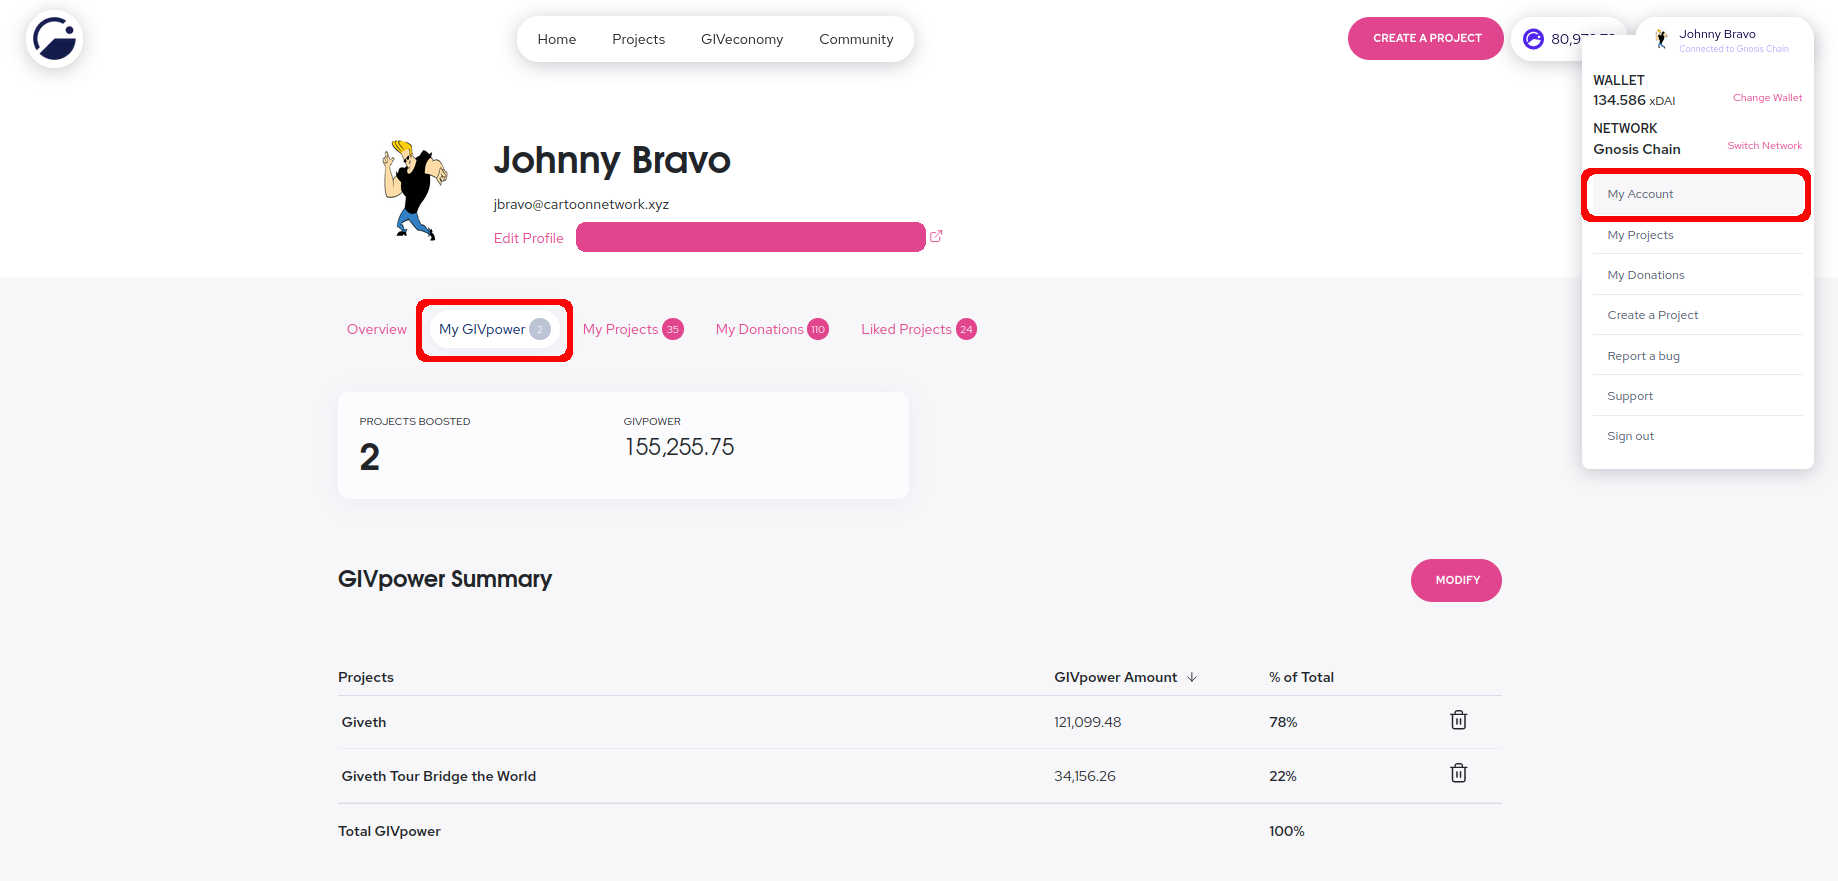 Home Projects GIVeconomy Community
CREATE A PROJECT
Johnny Bravo
Connected to Gnosis Chain
WALLET
134.586 xDAI Change Wallet
NETWORK
Gnosis Chain Switch Network
My Account
My Projects
My Donations
Create a Project
Report a bug
Support
Sign out
Johnny Bravo
jbravo@cartoonnetwork.xyz
Edit Profile
Overview My GIVpower 2 My Projects 35 My Donations 110 Liked Projects 24
PROJECTS BOOSTED GIVPOWER
2 155,255.75
GIVpower Summary MODIFY
Projects GIVpower Amount % of Total
Giveth 121,099.48 78%
Giveth Tour Bridge the World 34,156.26 22%
Total GIVpower 100%